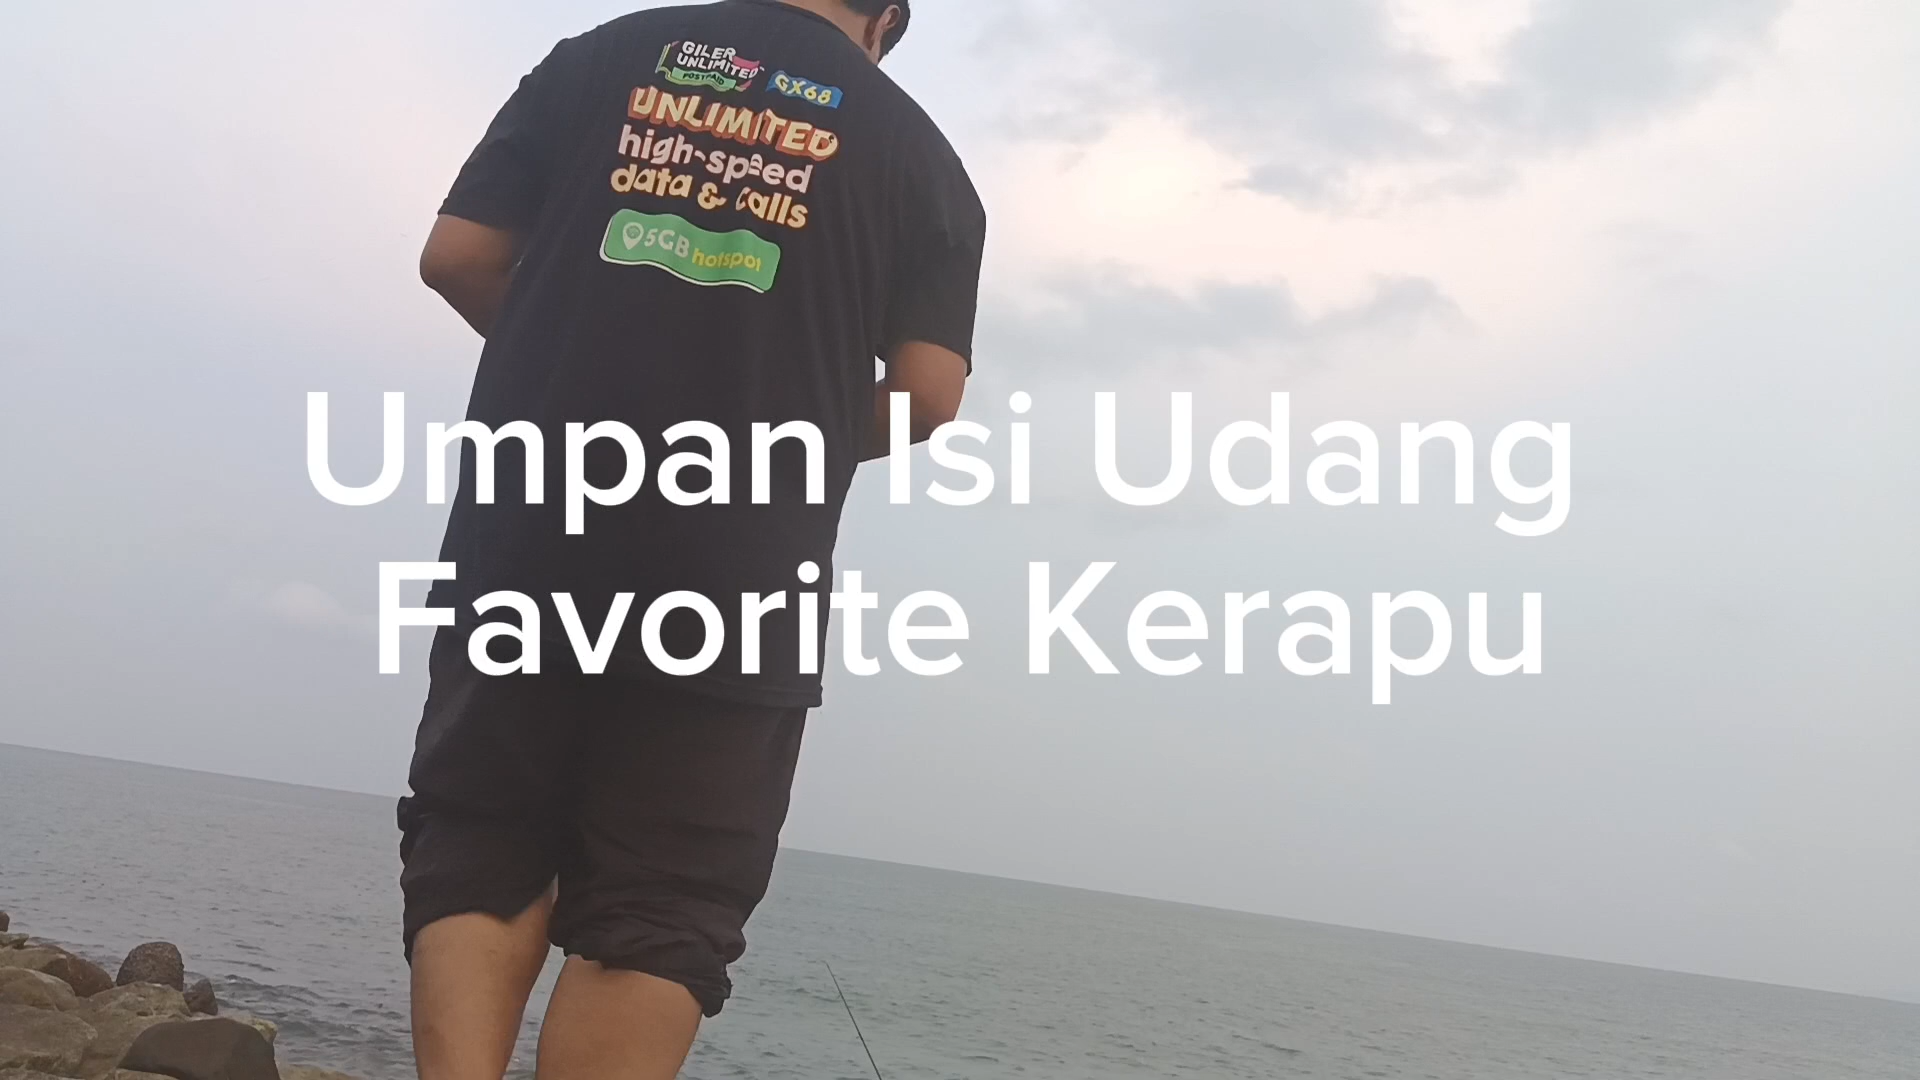 GILER
UNLIMITED
POSTPAID
GX68
UNLIMITED
high-speed
data & calls
5GB hotspot
Umpan Isi Udang
Favorite Kerapu